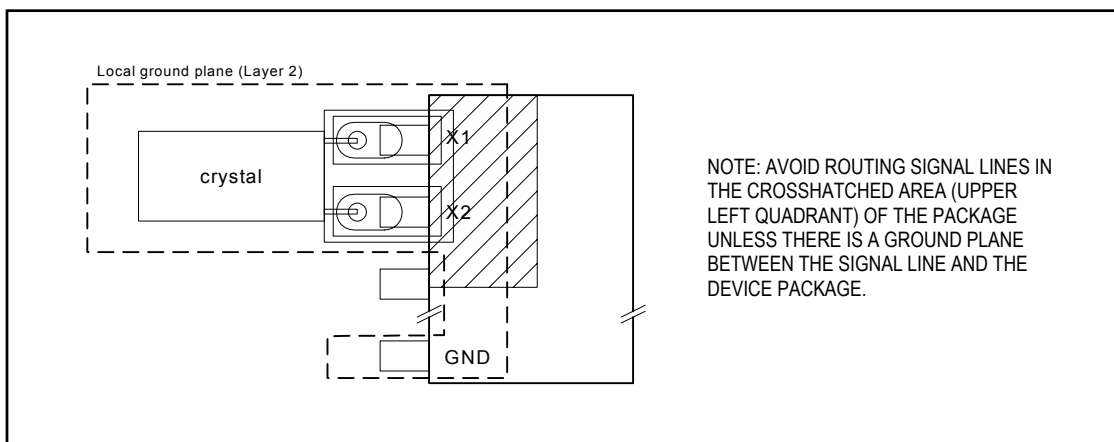 Local ground plane (Layer 2)
crystal
X1
X2
GND
NOTE: AVOID ROUTING SIGNAL LINES IN
THE CROSSHATCHED AREA (UPPER
LEFT QUADRANT) OF THE PACKAGE
UNLESS THERE IS A GROUND PLANE
BETWEEN THE SIGNAL LINE AND THE
DEVICE PACKAGE.